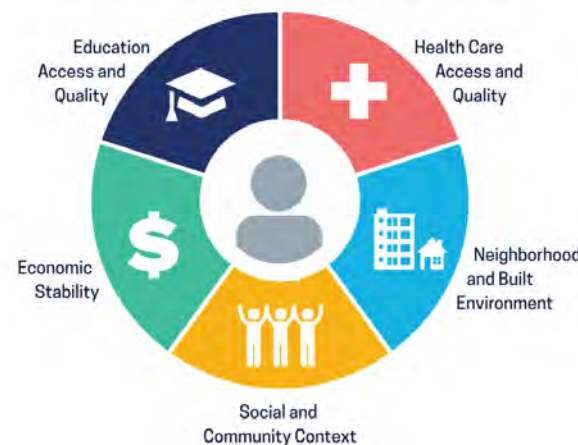 Education
Access and
Quality
Health Care
Access and
Quality
Economic
Stability
Neighborhood
and Built
Environment
Social and
Community Context